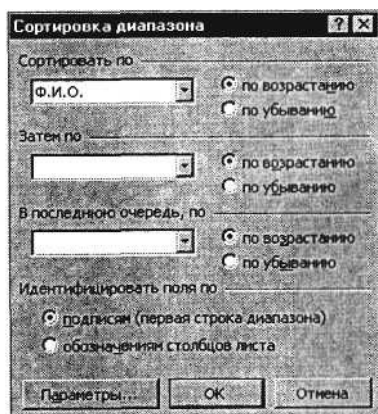 Сортировка диапазона
Сортировать по
Ф.И.О.
по возрастанию
по убыванию
Затем по
по возрастанию
по убыванию
В последнюю очередь, по
по возрастанию
по убыванию
Идентифицировать поля по
подписям (первая строка диапазона)
обозначениям столбцов листа
Параметры... ОК Отмена